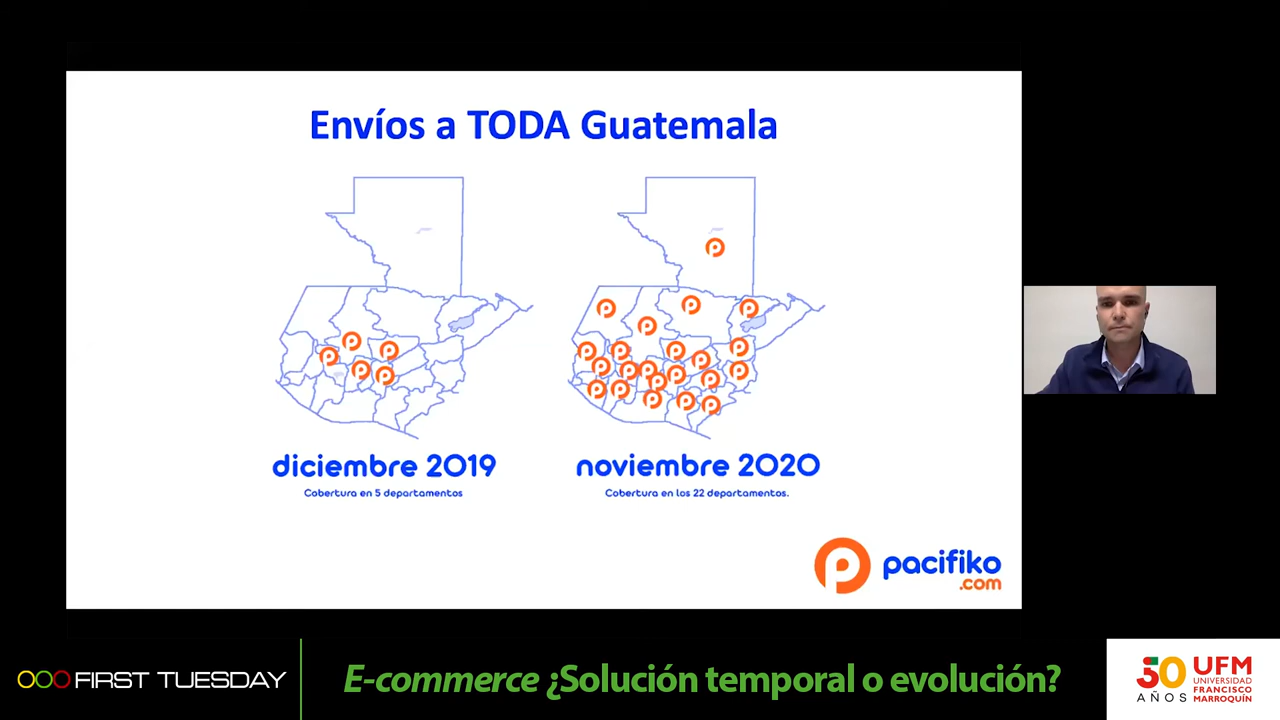 Envíos a TODA Guatemala
diciembre 2019
Cobertura en 5 departamentos
noviembre 2020
Cobertura en los 22 departamentos.
pacifiko
.com
FIRST TUESDAY
E-commerce ¿Solución temporal o evolución?
50
AÑOS
UFM
UNIVERSIDAD
FRANCISCO
MARROQUÍN